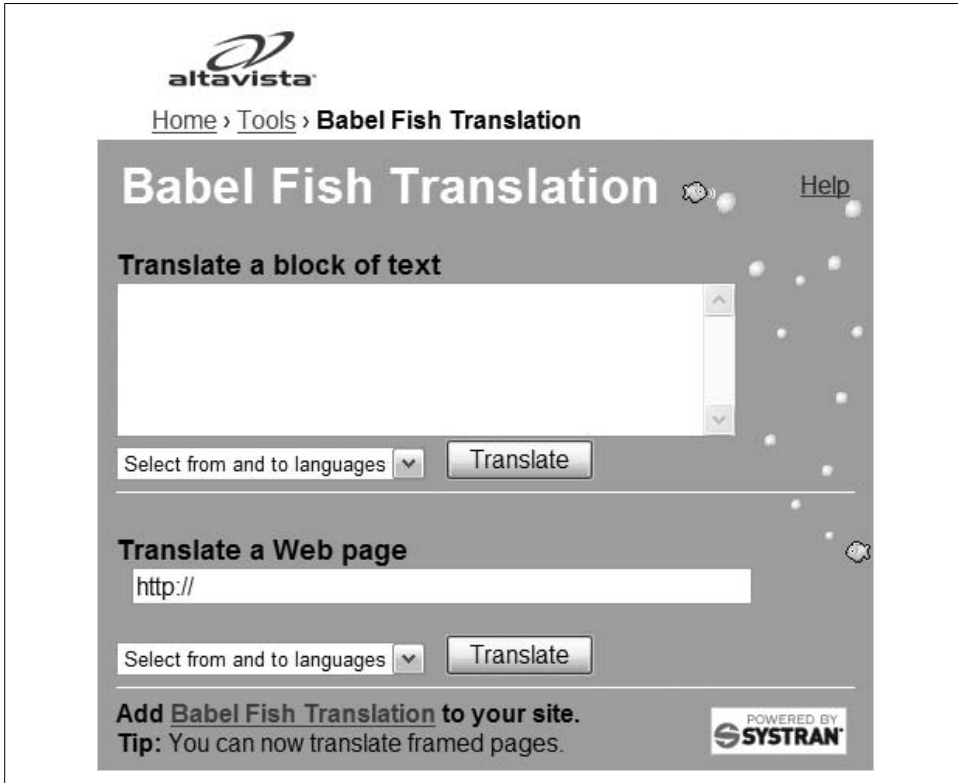 altavista
Home › Tools › Babel Fish Translation
Babel Fish Translation
Help
Translate a block of text
Select from and to languages
Translate
Translate a Web page
http://
Select from and to languages
Translate
Add Babel Fish Translation to your site.
Tip: You can now translate framed pages.
POWERED BY
SYSTRAN